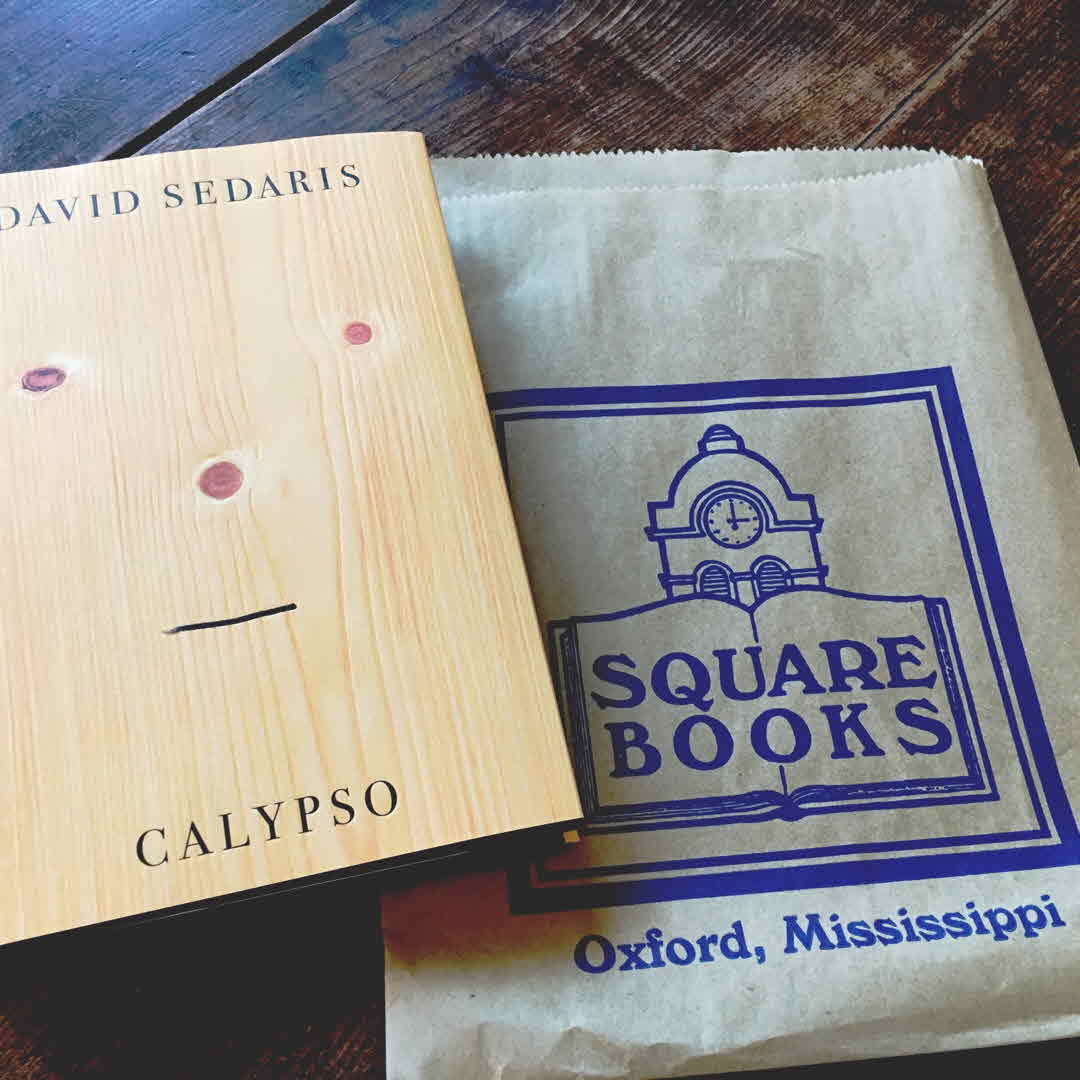 DAVID SEDARIS
CALYPSO
SQUARE
BOOKS
Oxford, Mississippi